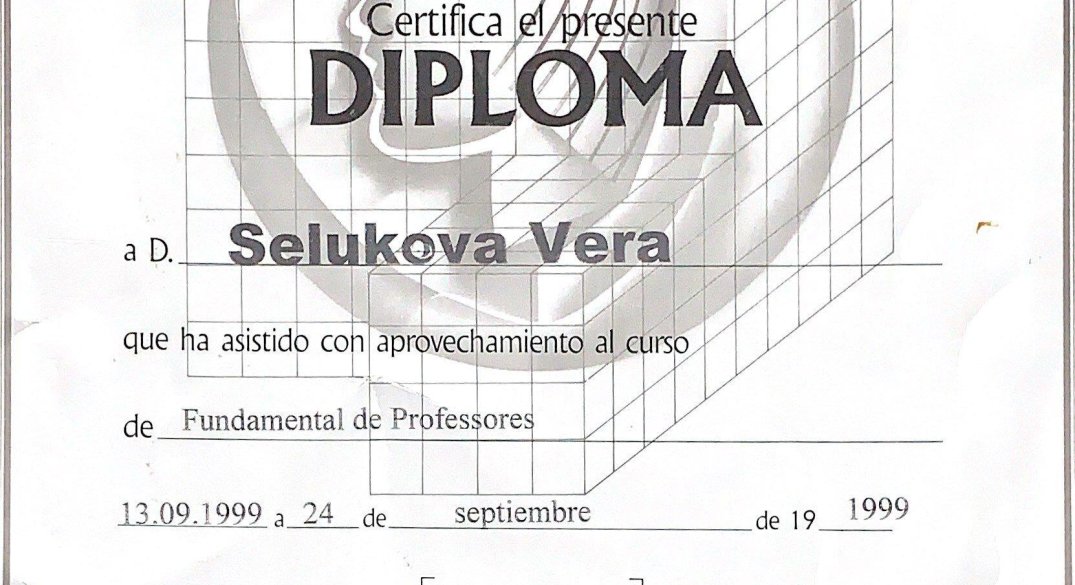 Certifica el presente
DIPLOMA
a D. Selukova Vera
que ha asistido con aprovechamiento al curso
de Fundamental de Professores
13.09.1999 a 24 de septiembre de 19 1999